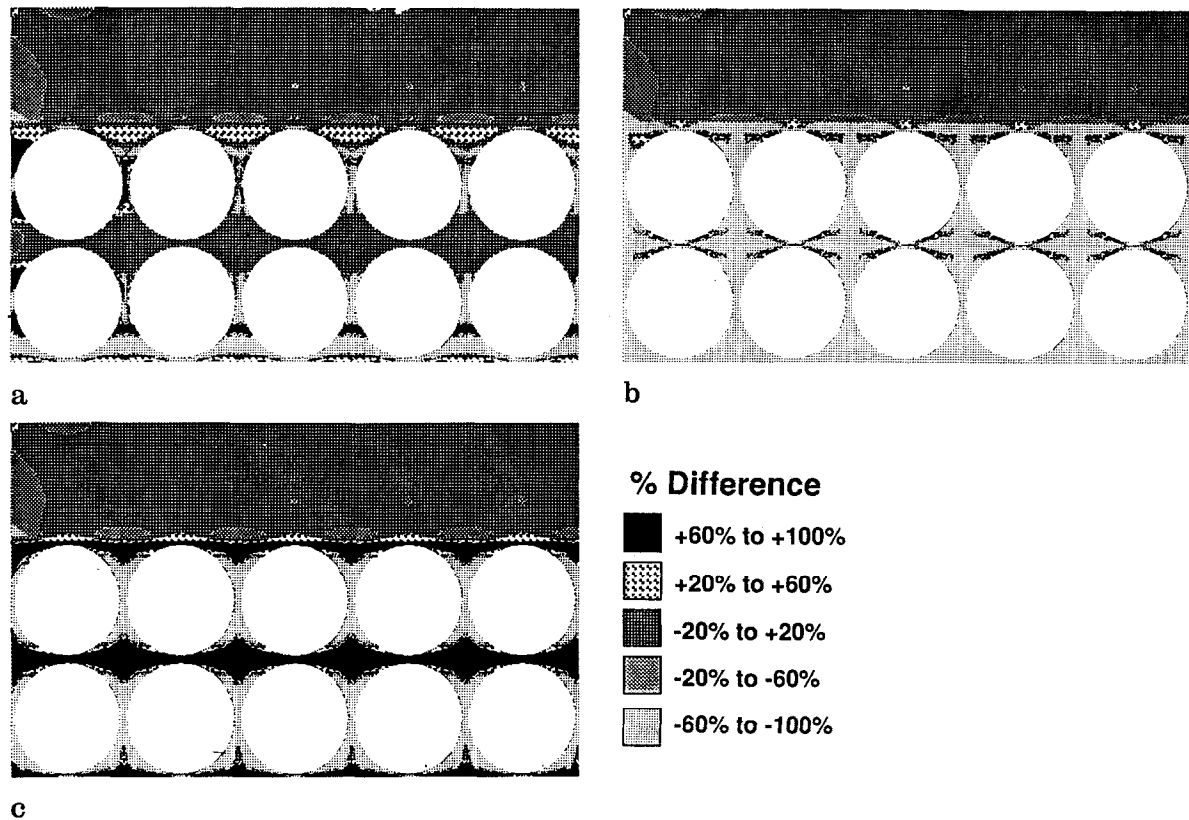 a
b
c
% Difference
+60% to +100%
+20% to +60%
-20% to +20%
-20% to -60%
-60% to -100%